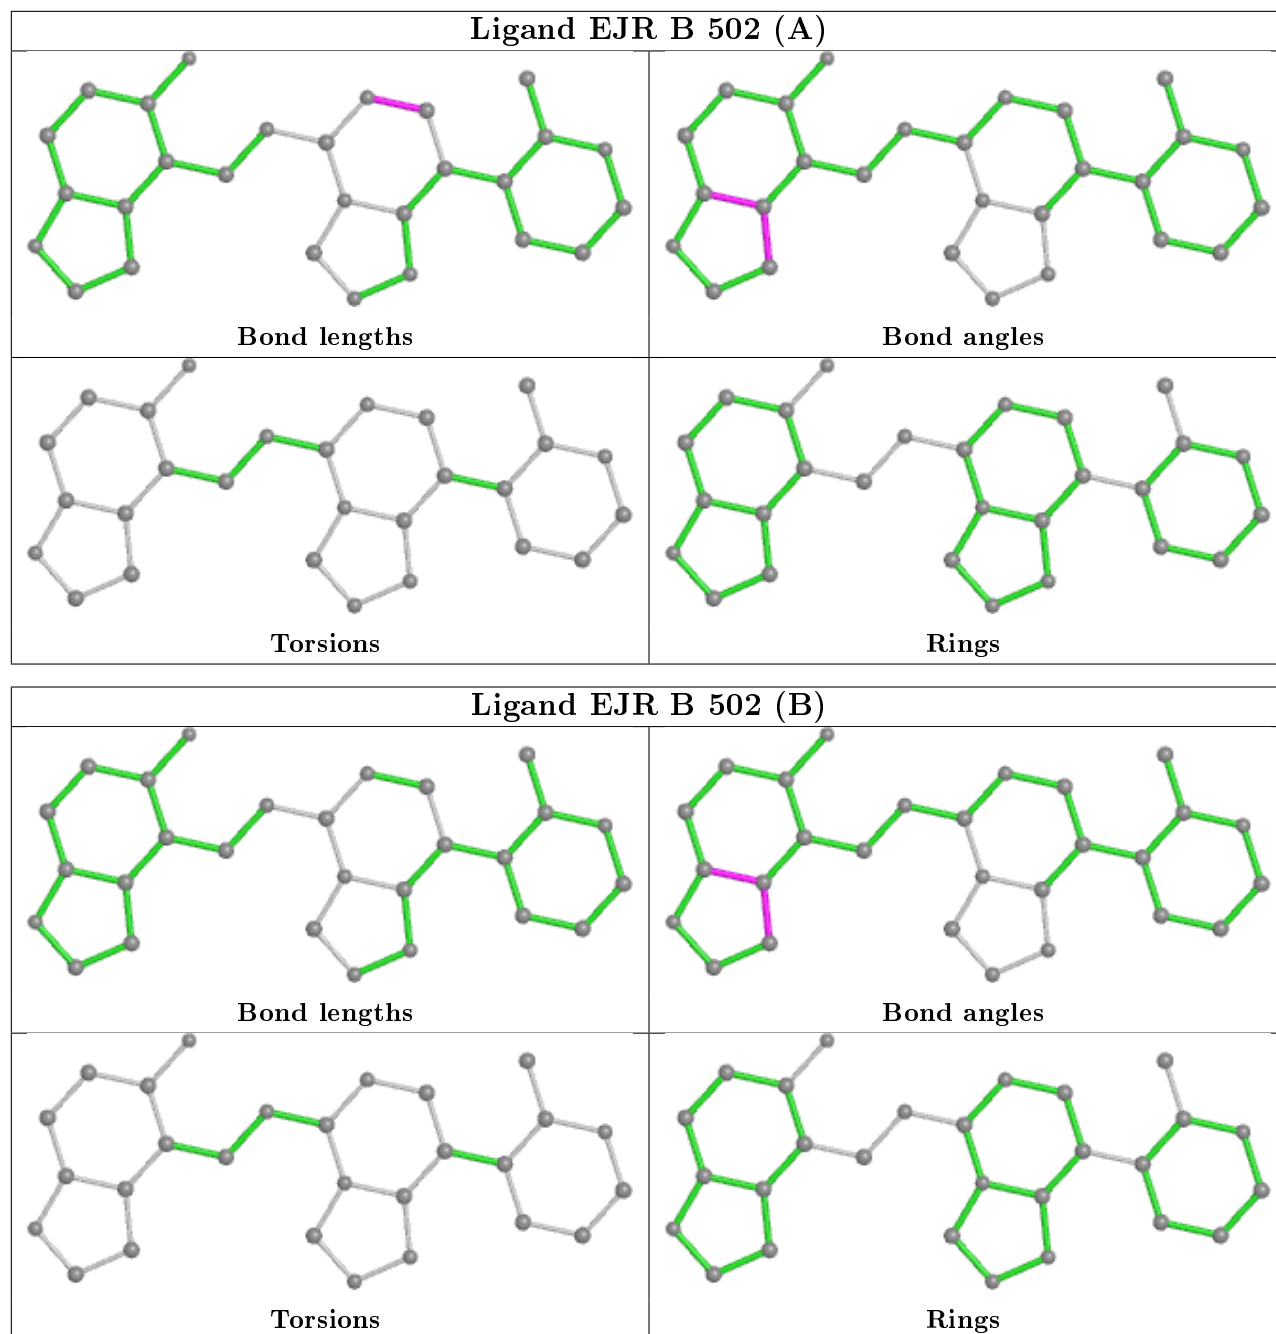 Ligand EJR B 502 (A)
Bond lengths
Bond angles
Torsions
Rings
Ligand EJR B 502 (B)
Bond lengths
Bond angles
Torsions
Rings